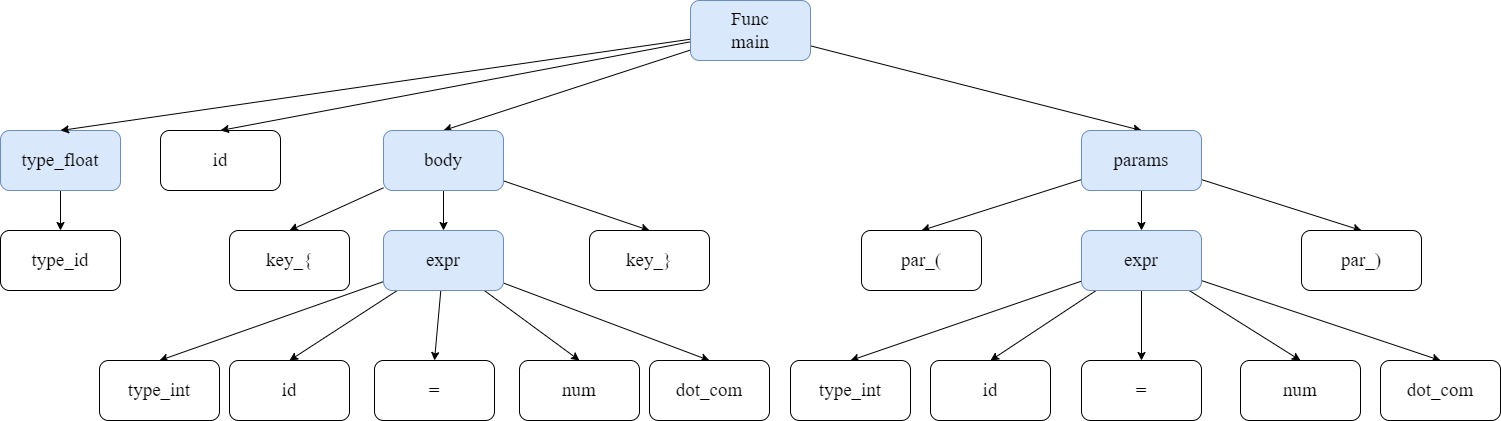 Func
main
type_float
id
body
params
type_id
key_{
expr
key_}
par_(
expr
par_)
type_int
id
=
num
dot_com
type_int
id
=
num
dot_com